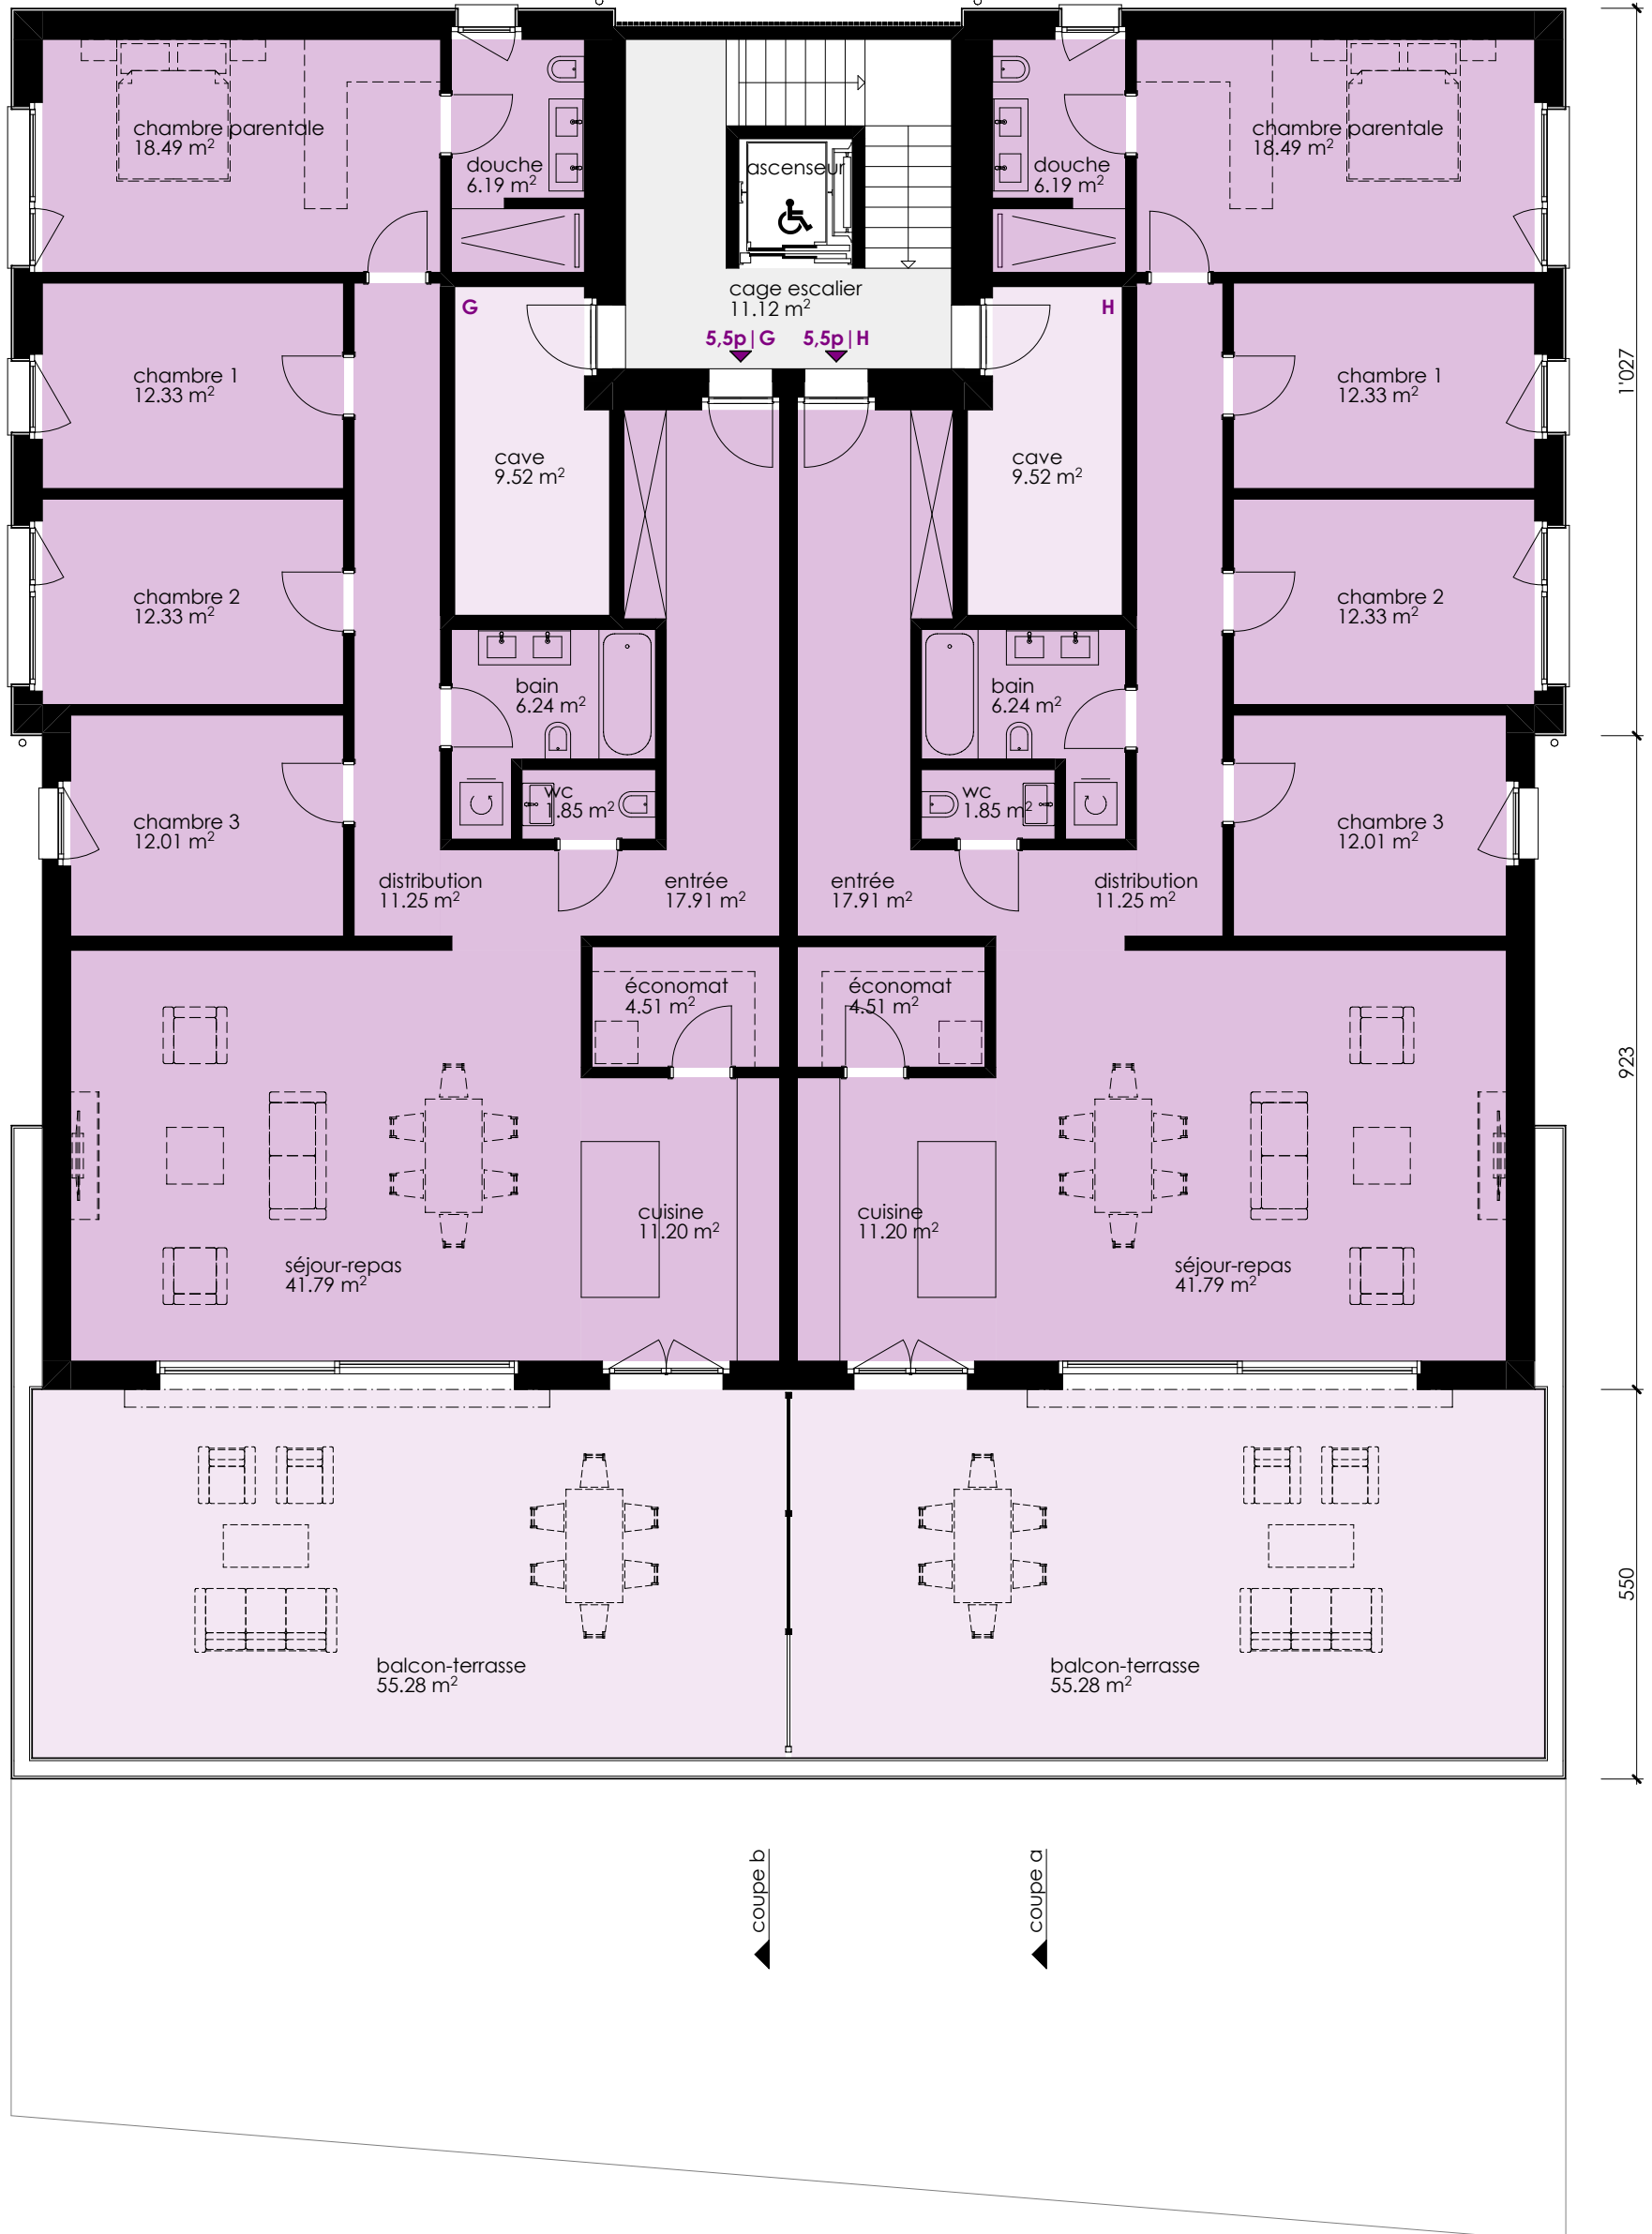 chambre parentale
18.49 m²
douche
6.19 m²
ascenseur
douche
6.19 m²
chambre parentale
18.49 m²
cage escalier
11.12 m²
G
H
5,5p|G
5,5p|H
chambre 1
12.33 m²
cave
9.52 m²
cave
9.52 m²
chambre 1
12.33 m²
1'027
chambre 2
12.33 m²
chambre 2
12.33 m²
bain
6.24 m²
bain
6.24 m²
wc
1.85 m²
wc
1.85 m²
chambre 3
12.01 m²
chambre 3
12.01 m²
distribution
11.25 m²
entrée
17.91 m²
entrée
17.91 m²
distribution
11.25 m²
économat
4.51 m²
économat
4.51 m²
923
cuisine
11.20 m²
cuisine
11.20 m²
séjour-repas
41.79 m²
séjour-repas
41.79 m²
550
balcon-terrasse
55.28 m²
balcon-terrasse
55.28 m²
coupe b
coupe a